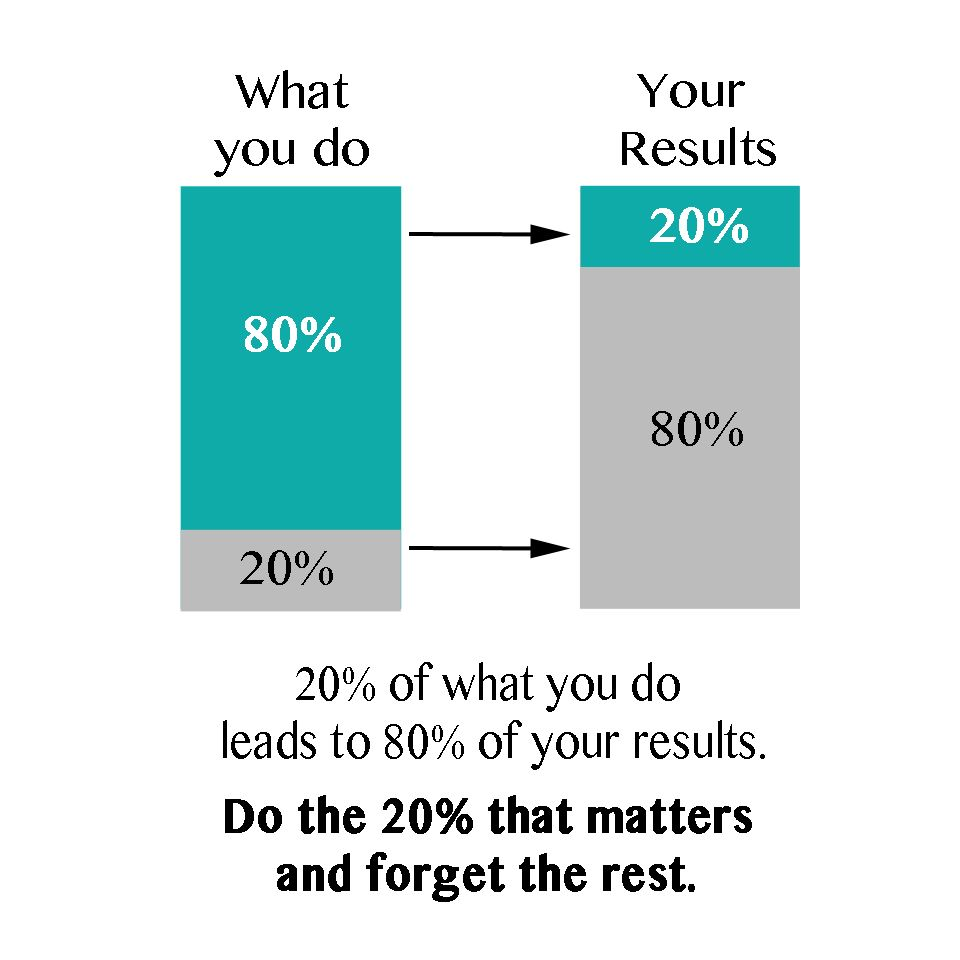 What
you do
Your
Results
80%
20%
20%
80%
20% of what you do
leads to 80% of your results.
Do the 20% that matters
and forget the rest.